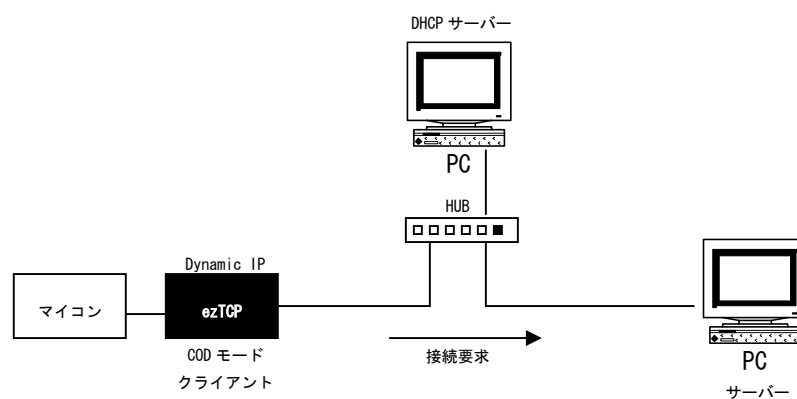 DHCP サーバー
PC
HUB
Dynamic IP
マイコン
ezTCP
COD モード
クライアント
接続要求
PC
サーバー